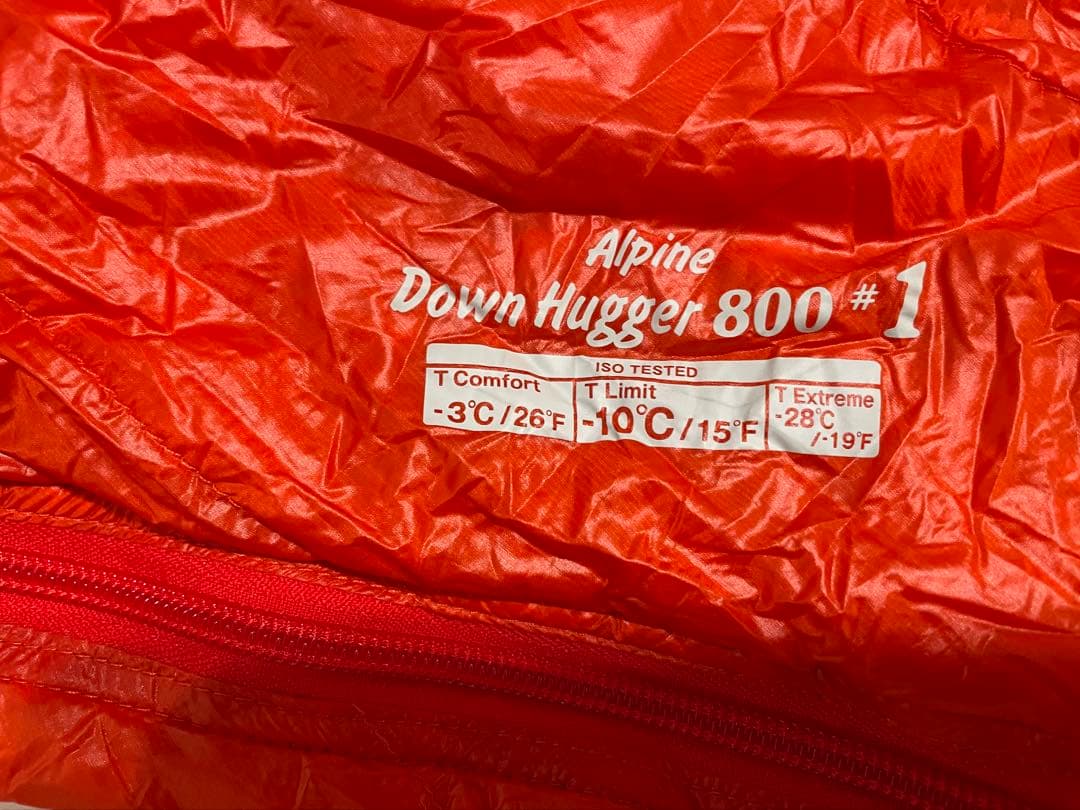 Alpine
Down Hugger 800 #1
ISO TESTED
T Comfort
-3℃/26°F
T Limit
-10℃/15°F
T Extreme
-28℃
/-19°F